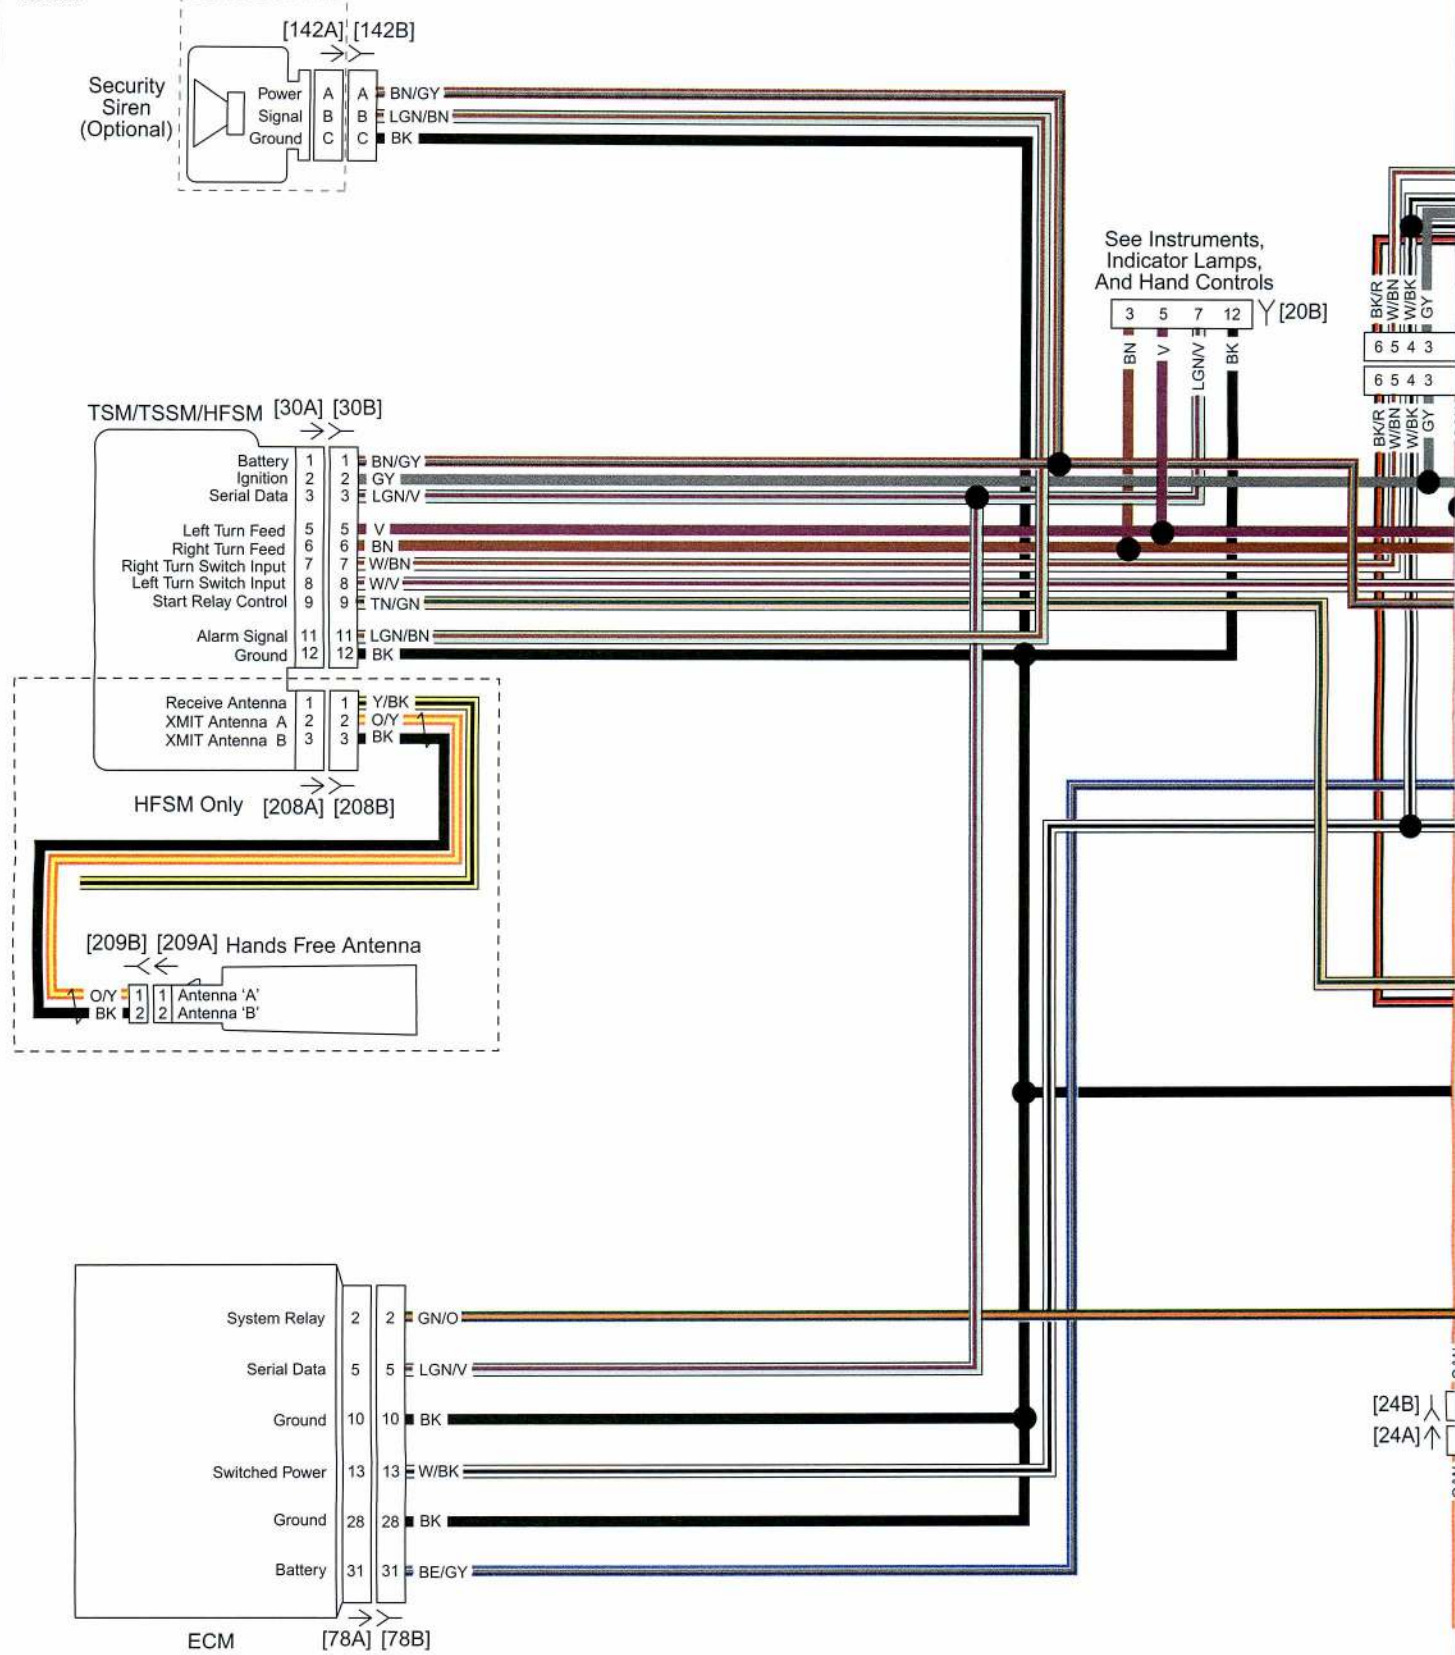 [142A] [142B]
Security
Siren
(Optional)
Power A A BN/GY
Signal B B LGN/BN
Ground C C BK
See Instruments,
Indicator Lamps,
And Hand Controls
3 5 7 12 [20B]
BN V LGN/V BK
BK/R W/BN W/BK GY
6 5 4 3
6 5 4 3
BK/R W/BN W/BK GY
TSM/TSSM/HFSM [30A] [30B]
Battery 1 1 BN/GY
Ignition 2 2 GY
Serial Data 3 3 LGN/V
Left Turn Feed 5 5 V
Right Turn Feed 6 6 BN
Right Turn Switch Input 7 7 W/BN
Left Turn Switch Input 8 8 W/V
Start Relay Control 9 9 TN/GN
Alarm Signal 11 11 LGN/BN
Ground 12 12 BK
Receive Antenna 1 1 Y/BK
XMIT Antenna A 2 2 O/Y
XMIT Antenna B 3 3 BK
HFSM Only [208A] [208B]
[209B] [209A] Hands Free Antenna
O/Y 1 1 Antenna ‘A’
BK 2 2 Antenna ‘B’
System Relay 2 2 GN/O
Serial Data 5 5 LGN/V
Ground 10 10 BK
Switched Power 13 13 W/BK
Ground 28 28 BK
Battery 31 31 BE/GY
ECM [78A] [78B]
[24B]
[24A]